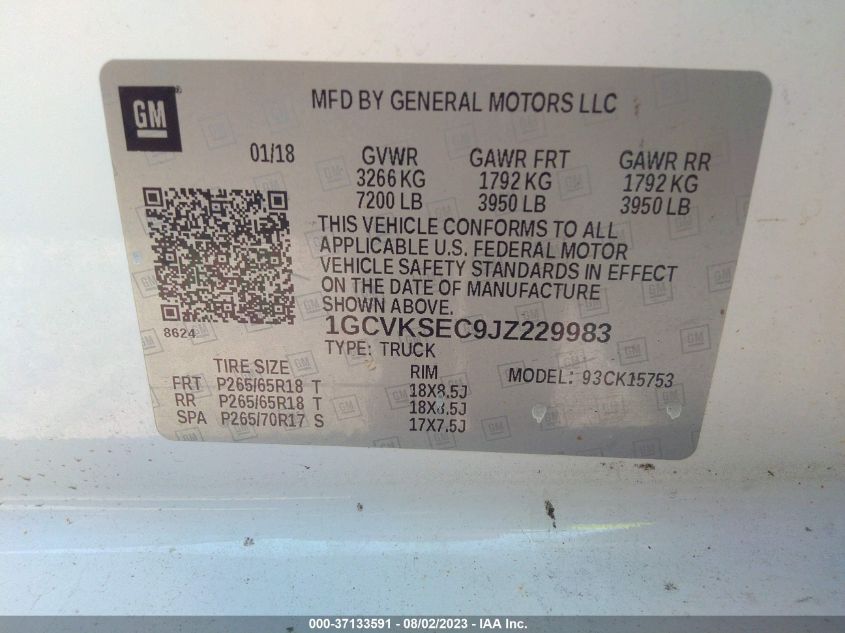 GM ®
MFD BY GENERAL MOTORS LLC
01/18 GVWR GAWR FRT GAWR RR
3266 KG 1792 KG 1792 KG
7200 LB 3950 LB 3950 LB
THIS VEHICLE CONFORMS TO ALL
APPLICABLE U.S. FEDERAL MOTOR
VEHICLE SAFETY STANDARDS IN EFFECT
ON THE DATE OF MANUFACTURE
SHOWN ABOVE.
8624
1GCVKSEC9JZ229983
TYPE: TRUCK
TIRE SIZE RIM MODEL: 93CK15753
FRT P265/65R18 T 18X8.5J
RR P265/65R18 T 18X8.5J
SPA P265/70R17 S 17X7.5J
000-37133591 - 08/02/2023 - IAA Inc.